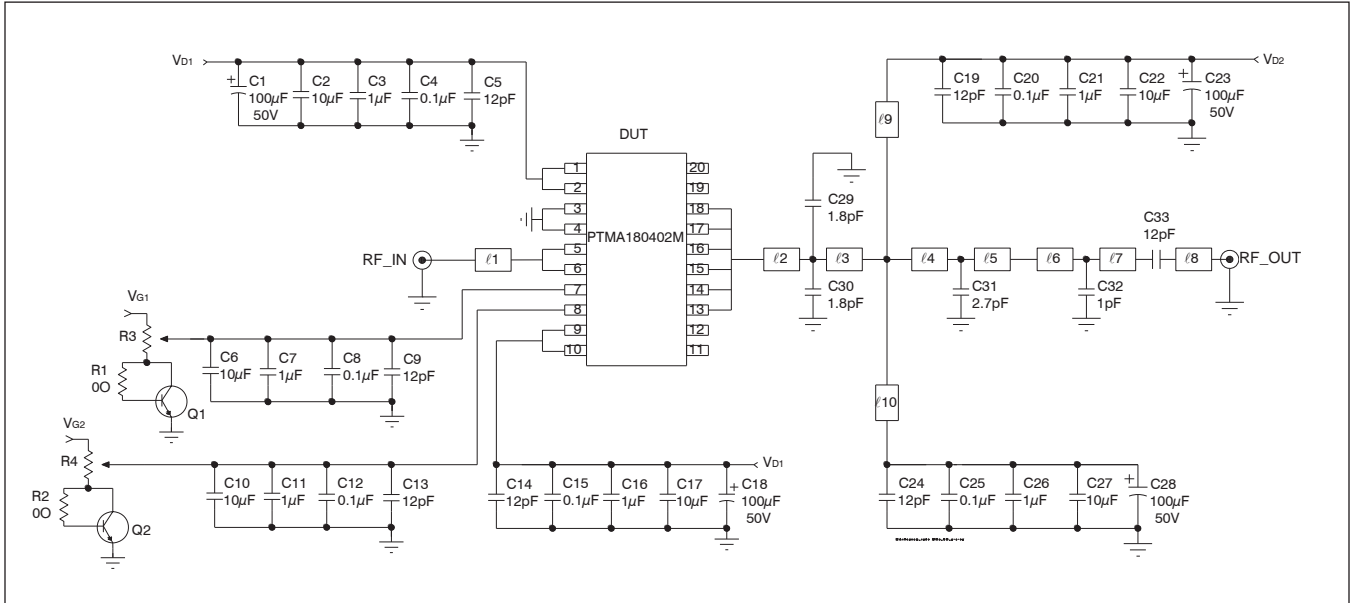 VD1
C1
100µF
50V
C2
10µF
C3
1µF
C4
0.1µF
C5
12pF
DUT
1
2
3
4
5
6
7
8
9
10
20
19
18
17
16
15
14
13
12
11
PTMA180402M
RF_IN
ℓ1
ℓ2
C29
1.8pF
C30
1.8pF
ℓ3
ℓ9
ℓ10
C19
12pF
C20
0.1µF
C21
1µF
C22
10µF
C23
100µF
50V
VD2
ℓ4
C31
2.7pF
ℓ5
ℓ6
C32
1pF
ℓ7
C33
12pF
ℓ8
RF_OUT
VG1
R3
R1
0O
Q1
C6
10µF
C7
1µF
C8
0.1µF
C9
12pF
VG2
R4
R2
0O
Q2
C10
10µF
C11
1µF
C12
0.1µF
C13
12pF
C14
12pF
C15
0.1µF
C16
1µF
C17
10µF
C18
100µF
50V
VD1
C24
12pF
C25
0.1µF
C26
1µF
C27
10µF
C28
100µF
50V